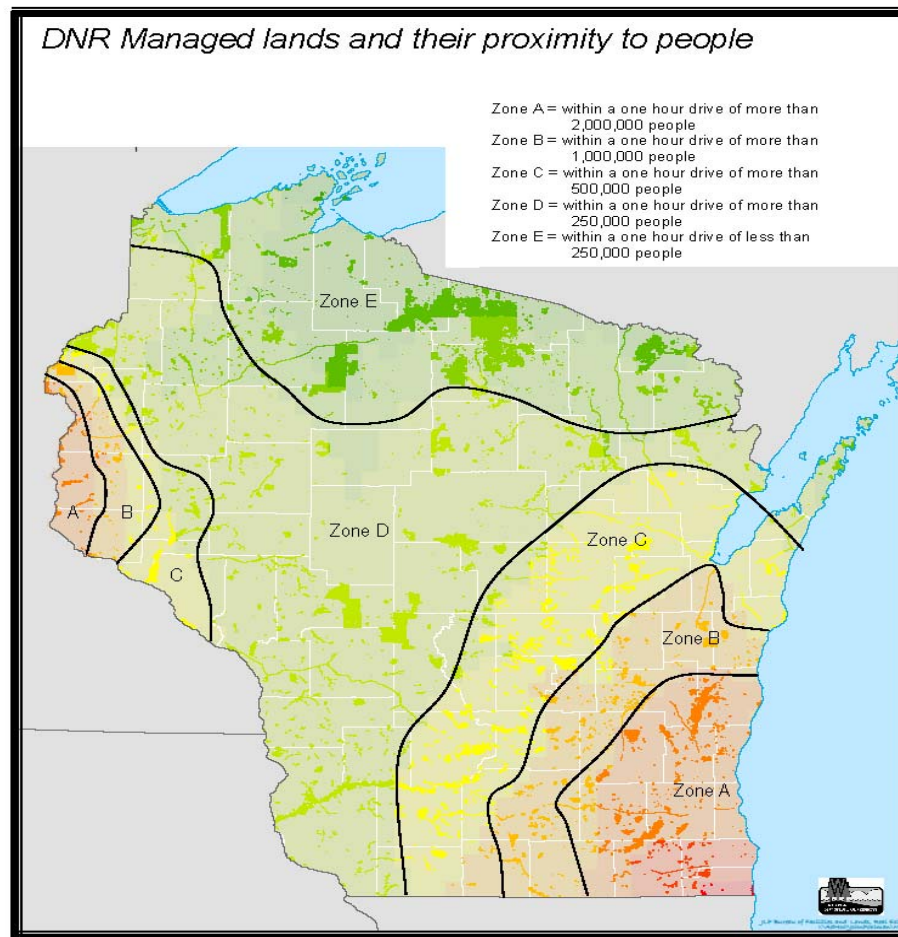 DNR Managed lands and their proximity to people
Zone A = within a one hour drive of more than
2,000,000 people
Zone B = within a one hour drive of more than
1,000,000 people
Zone C = within a one hour drive of more than
500,000 people
Zone D = within a one hour drive of more than
250,000 people
Zone E = within a one hour drive of less than
250,000 people
Zone E
A
B
Zone D
Zone C
C
Zone B
Zone A